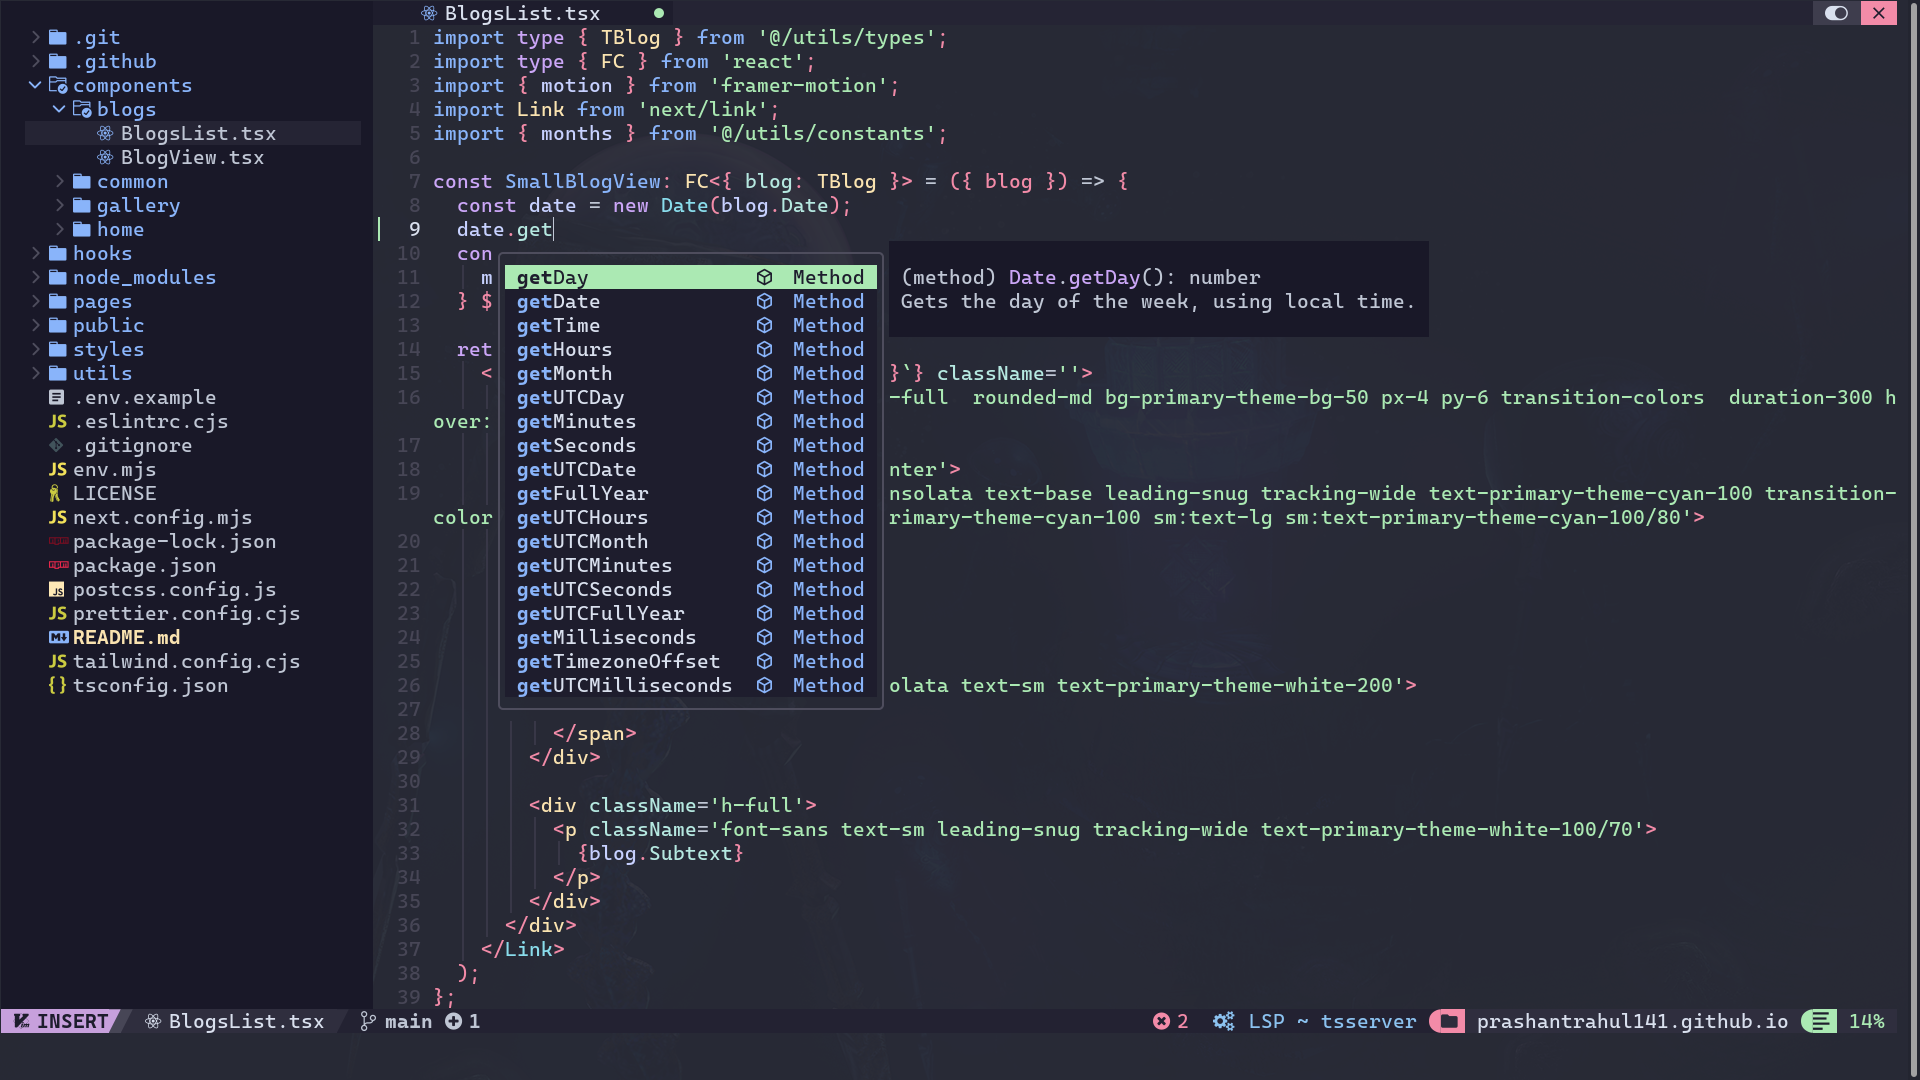 BlogsList.tsx
.git
.github
components
blogs
BlogsList.tsx
BlogView.tsx
common
gallery
home
hooks
node_modules
pages
public
styles
utils
.env.example
JS .eslintrc.cjs
.gitignore
JS env.mjs
LICENSE
JS next.config.mjs
package-lock.json
package.json
JS postcss.config.js
JS prettier.config.cjs
README.md
JS tailwind.config.cjs
{} tsconfig.json
1 import type { TBlog } from '@/utils/types';
2 import type { FC } from 'react';
3 import { motion } from 'framer-motion';
4 import Link from 'next/link';
5 import { months } from '@/utils/constants';
6
7 const SmallBlogView: FC<{ blog: TBlog }> = ({ blog }) => {
8 const date = new Date(blog.Date);
9 date.get
10 con
11 m
12 } $
13
14 ret
15 < }`} className=''>
16 -full rounded-md bg-primary-theme-bg-50 px-4 py-6 transition-colors duration-300 h
over:
17
18 nter'>
19 nsolata text-base leading-snug tracking-wide text-primary-theme-cyan-100 transition-
color rimary-theme-cyan-100 sm:text-lg sm:text-primary-theme-cyan-100/80'>
20
21
22
23
24
25
26 olata text-sm text-primary-theme-white-200'>
27
28 </span>
29 </div>
30
31 <div className='h-full'>
32 <p className='font-sans text-sm leading-snug tracking-wide text-primary-theme-white-100/70'>
33 {blog.Subtext}
34 </p>
35 </div>
36 </div>
37 </Link>
38 );
39 };
getDay Method
getDate Method
getTime Method
getHours Method
getMonth Method
getUTCDay Method
getMinutes Method
getSeconds Method
getUTCDate Method
getFullYear Method
getUTCHours Method
getUTCMonth Method
getUTCMinutes Method
getUTCSeconds Method
getUTCFullYear Method
getMilliseconds Method
getTimezoneOffset Method
getUTCMilliseconds Method
(method) Date.getDay(): number
Gets the day of the week, using local time.
INSERT BlogsList.tsx main 1 2 LSP ~ tsserver prashantrahul141.github.io 14%